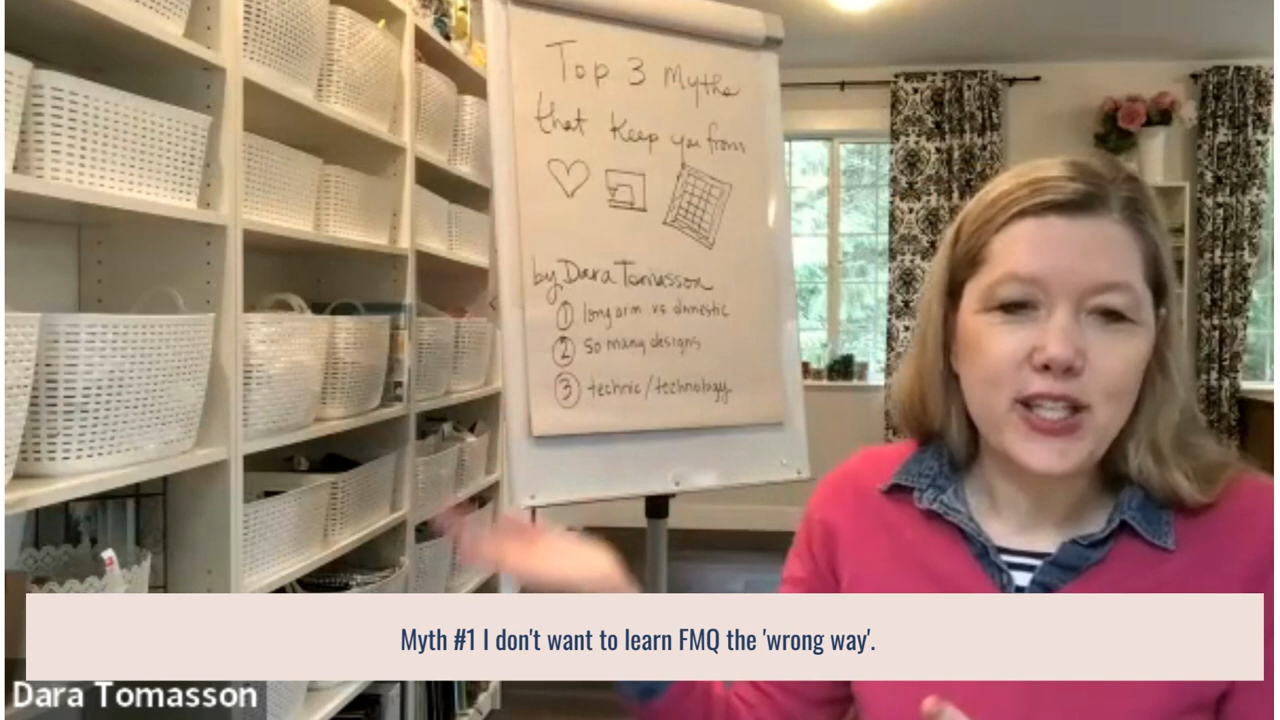 Top 3 Myths
that keep you from
by Dara Tomasson
1 longarm vs domestic
2 so many designs
3 technic/technology
Myth #1 I don't want to learn FMQ the 'wrong way'.
Dara Tomasson